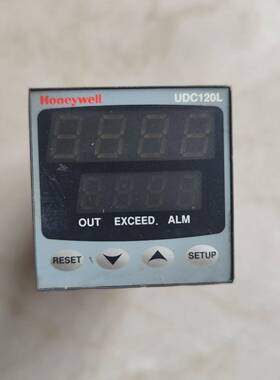 Honeywell UDC120L
OUT EXCEED. ALM
RESET SETUP